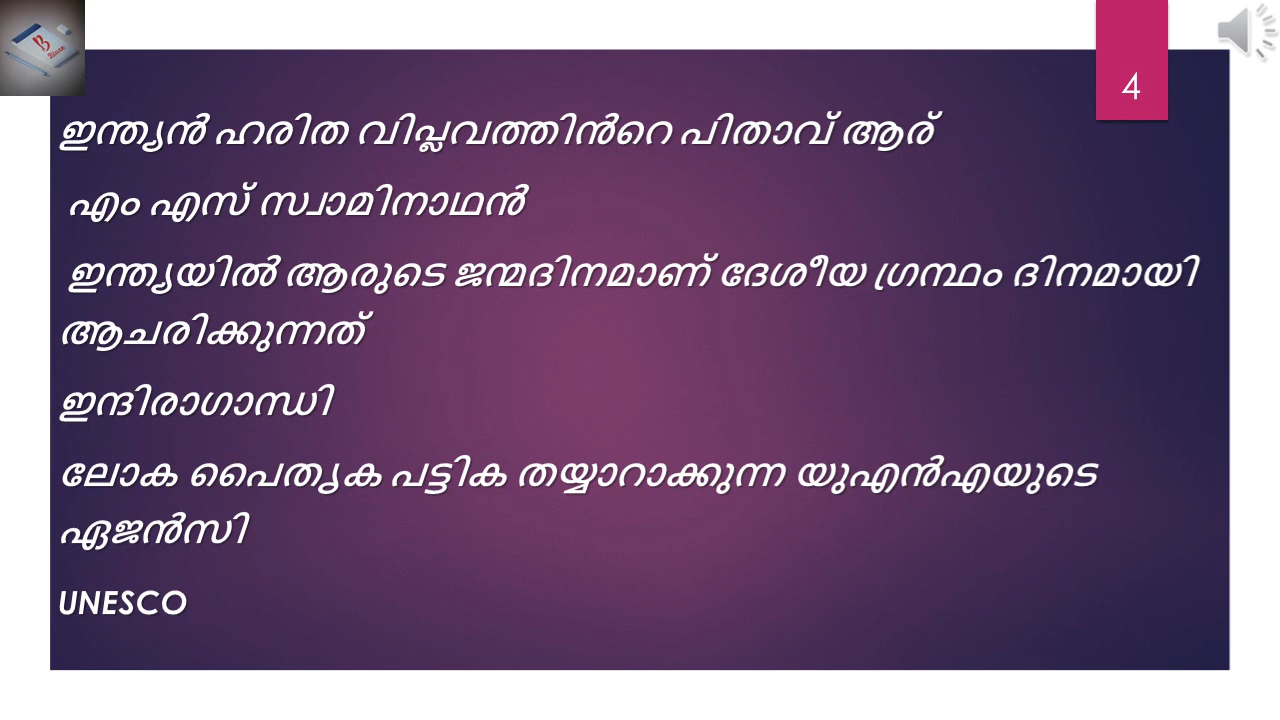 4
ഇന്ത്യൻ ഹരിത വിപ്ലവത്തിൻറെ പിതാവ് ആര്
എം എസ് സ്വാമിനാഥൻ
ഇന്ത്യയിൽ ആരുടെ ജന്മദിനമാണ് ദേശീയ ഗ്രന്ഥം ദിനമായി
ആചരിക്കുന്നത്
ഇന്ദിരാഗാന്ധി
ലോക പൈതൃക പട്ടിക തയ്യാറാക്കുന്ന യുഎൻഎയുടെ
ഏജൻസി
UNESCO